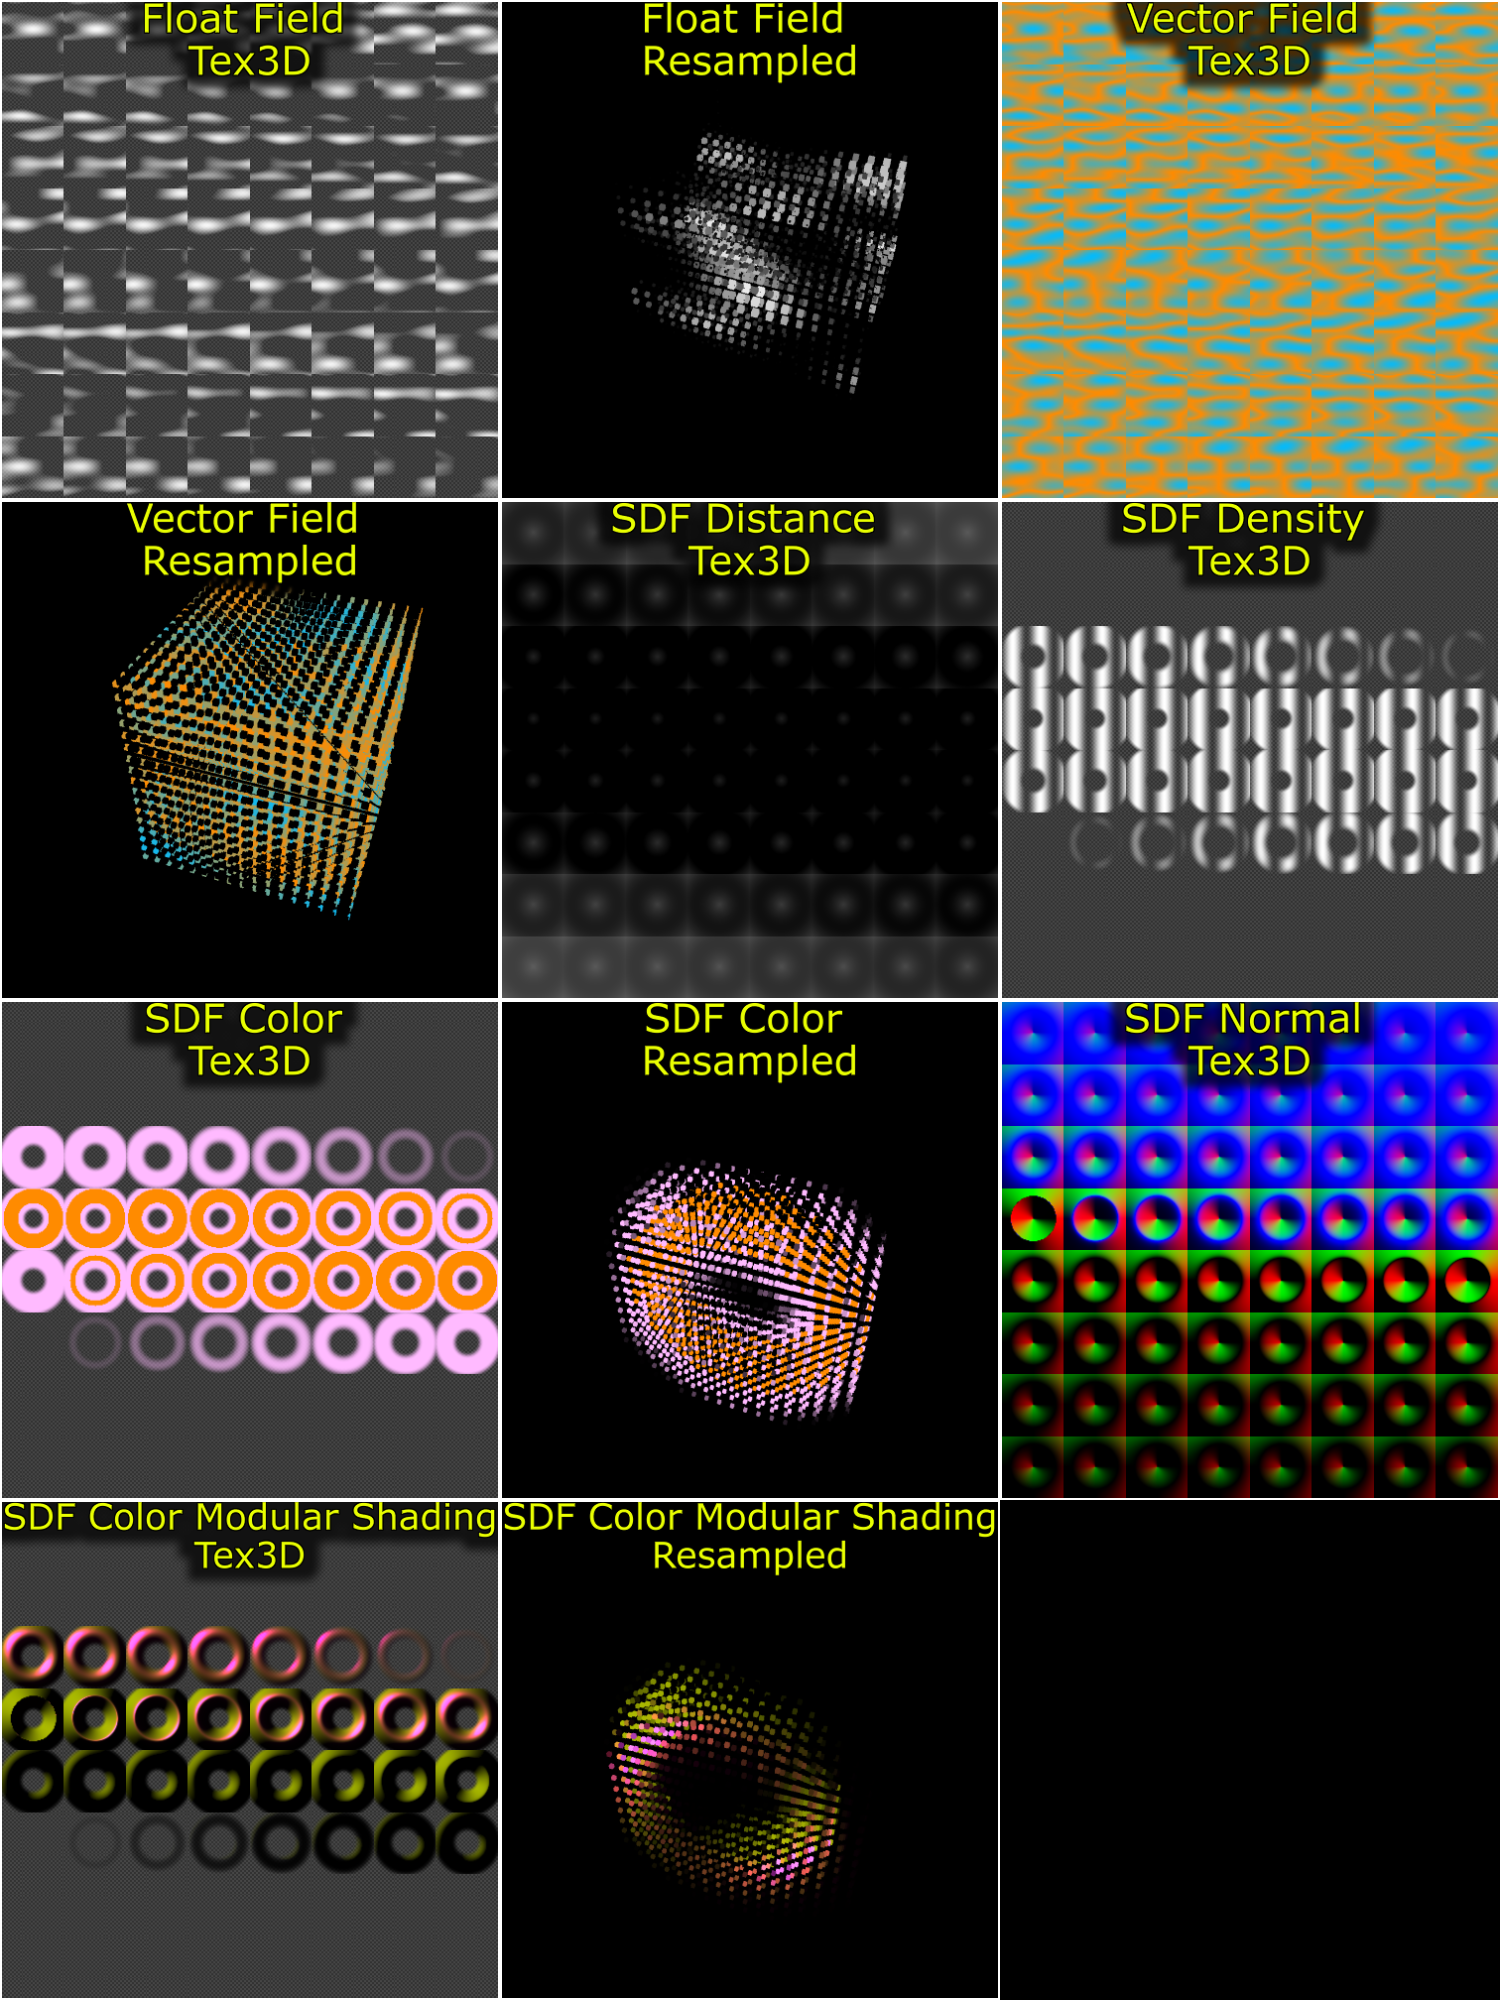 Float Field
Tex3D
Float Field
Resampled
Vector Field
Tex3D
Vector Field
Resampled
SDF Distance
Tex3D
SDF Density
Tex3D
SDF Color
Tex3D
SDF Color
Resampled
SDF Normal
Tex3D
SDF Color Modular Shading
Tex3D
SDF Color Modular Shading
Resampled